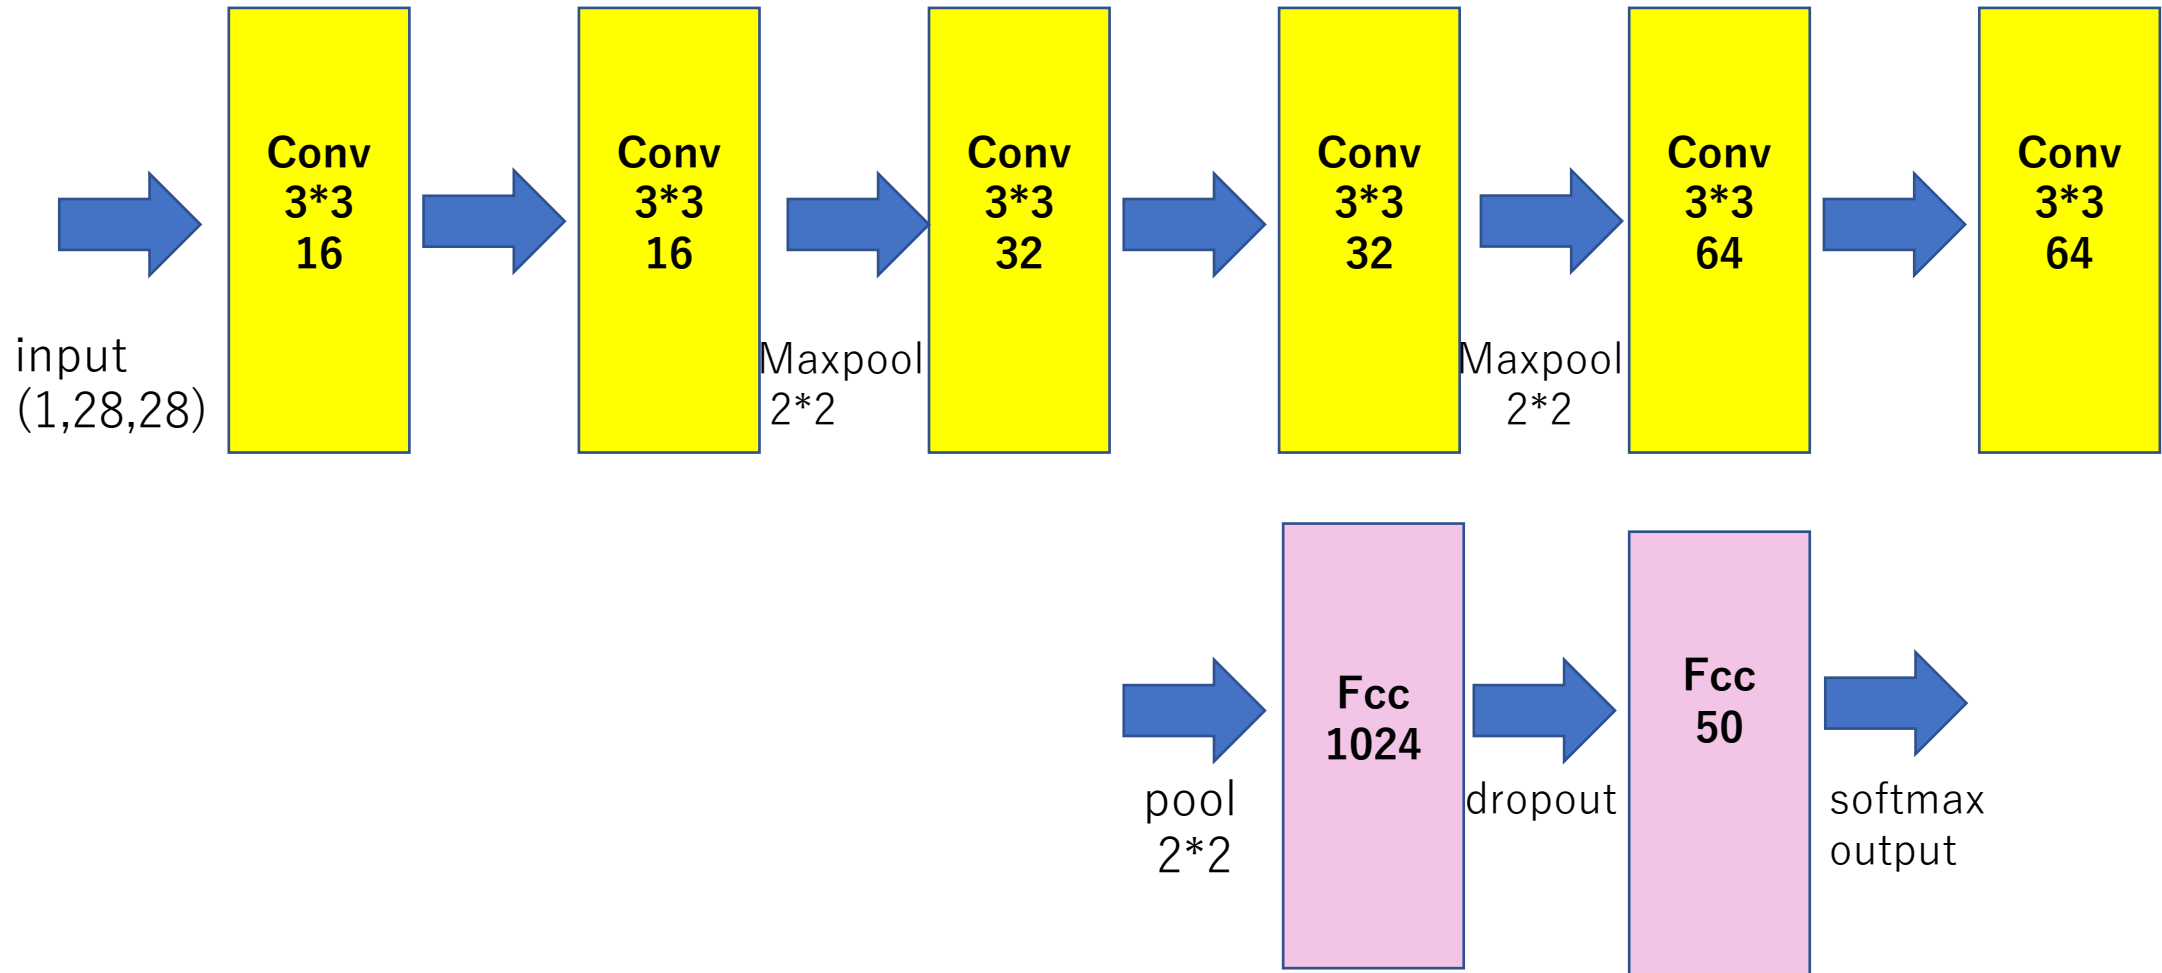 Conv
3*3
16
Conv
3*3
16
Conv
3*3
32
Conv
3*3
32
Conv
3*3
64
Conv
3*3
64
input
(1,28,28)
Maxpool
2*2
Maxpool
2*2
Fcc
1024
Fcc
50
pool
2*2
dropout
softmax
output